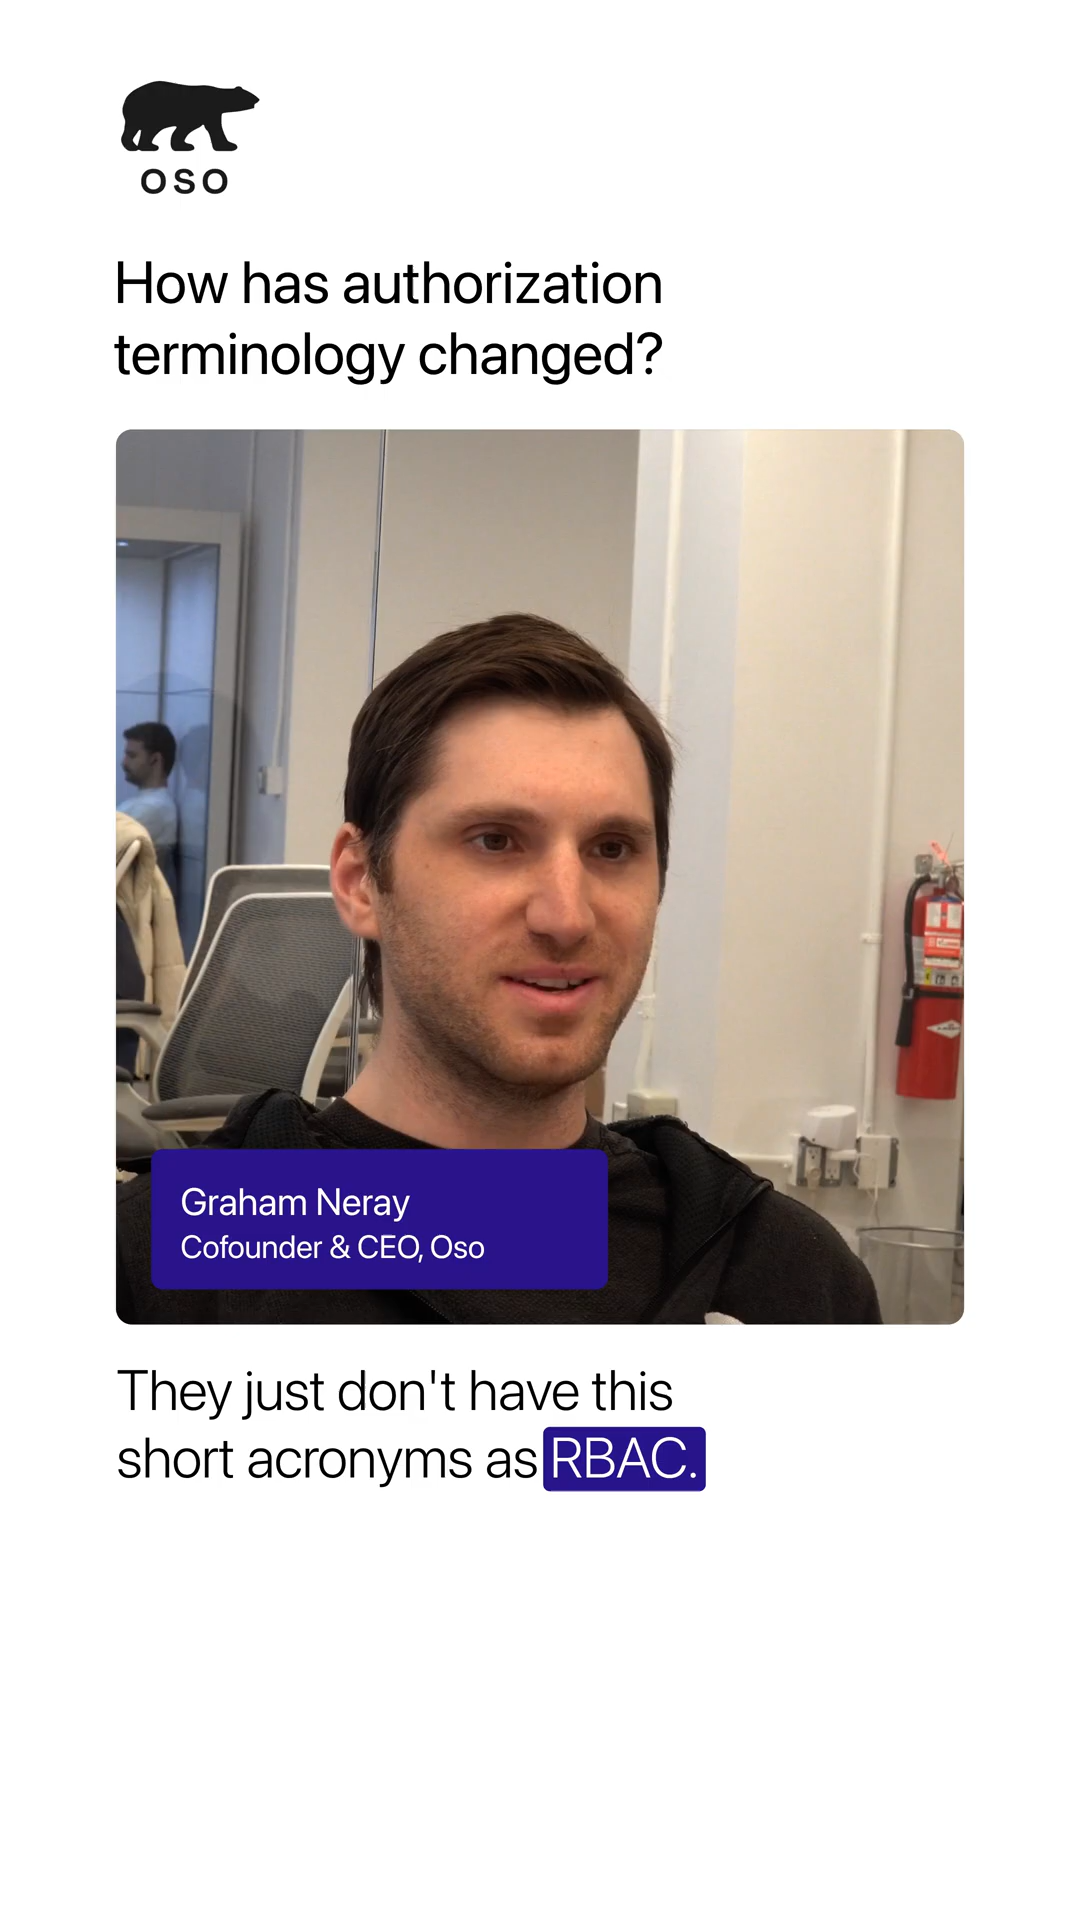 OSO
How has authorization
terminology changed?
Graham Neray
Cofounder & CEO, Oso
They just don't have this
short acronyms as RBAC.